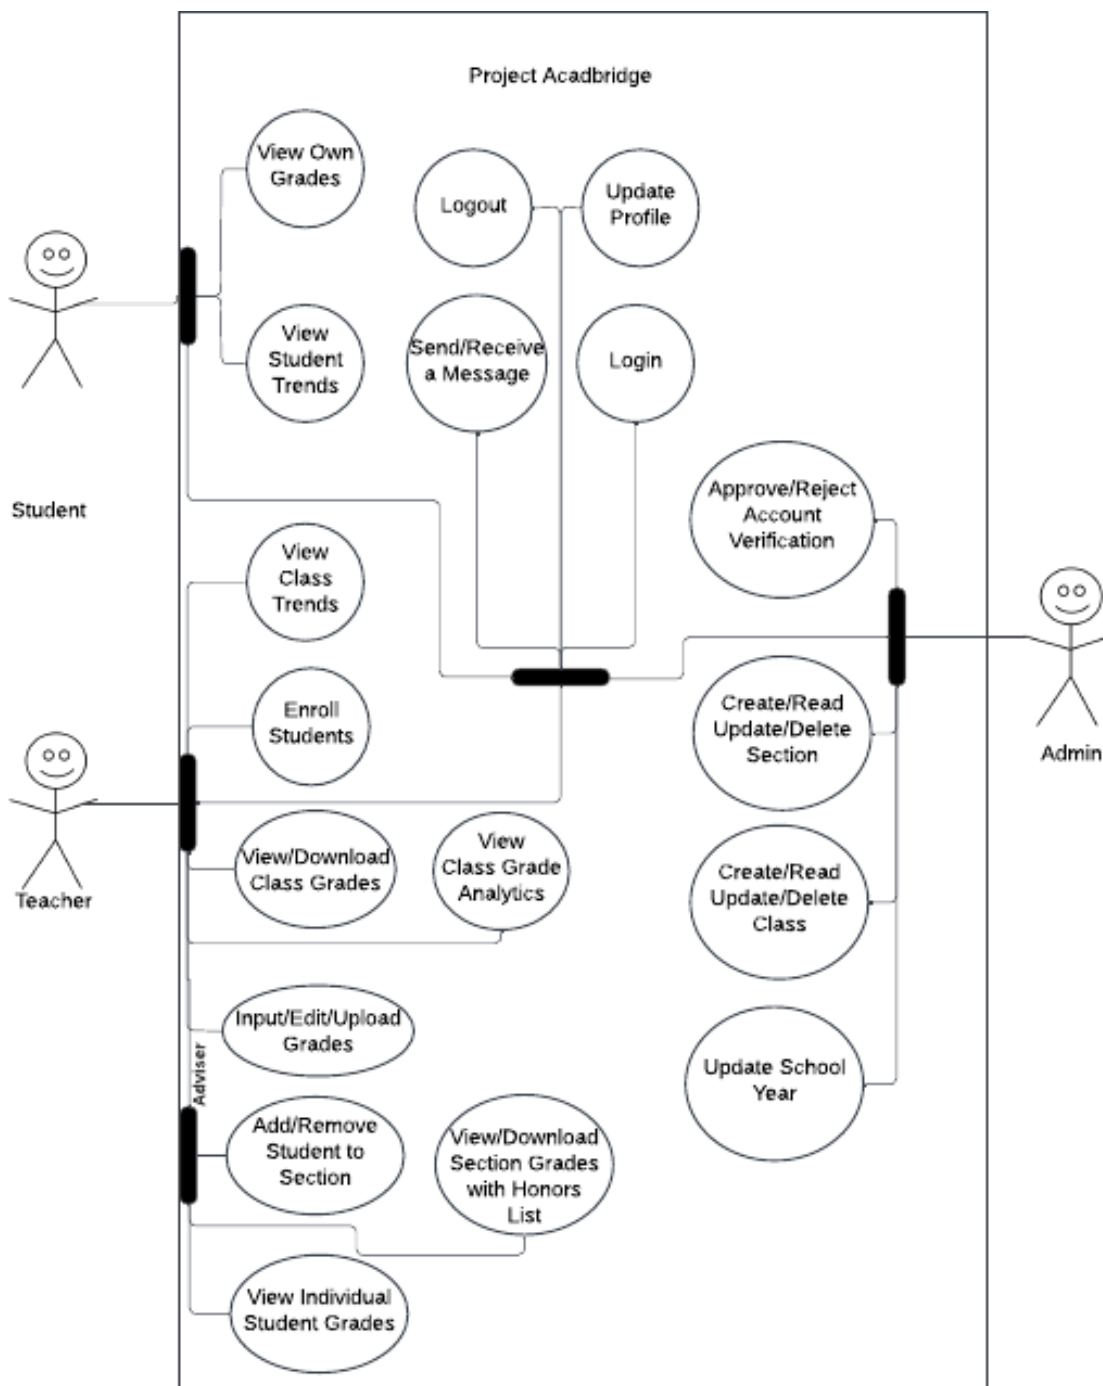 Project Acadbridge
View Own
Grades
Logout
Update
Profile
View
Student
Trends
Send/Receive
a Message
Login
Student
Approve/Reject
Account
Verification
View
Class
Trends
Enroll
Students
Create/Read
Update/Delete
Section
Admin
Teacher
View/Download
Class Grades
View
Class Grade
Analytics
Create/Read
Update/Delete
Class
Input/Edit/Upload
Grades
Adviser
Update School
Year
Add/Remove
Student to
Section
View/Download
Section Grades
with Honors
List
View Individual
Student Grades